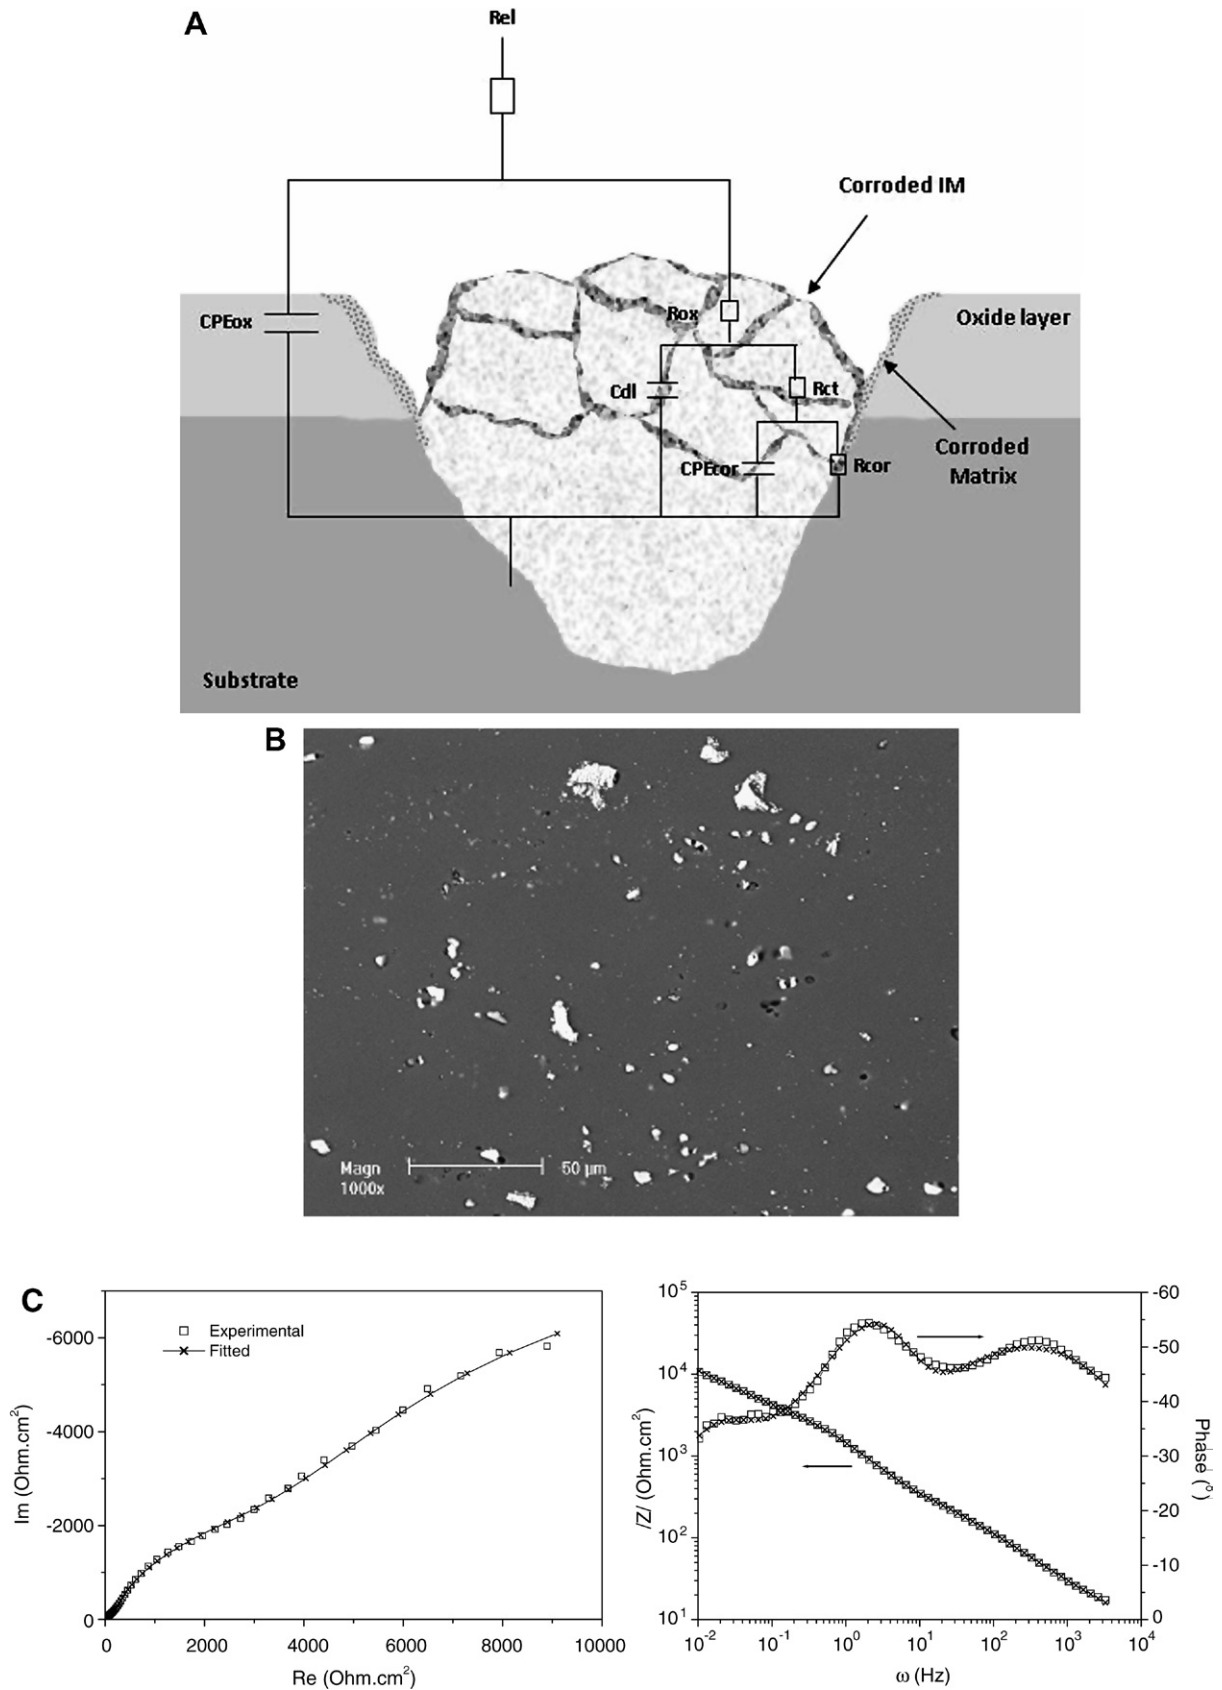 A
Rel
Corroded IM
CPEox
Rox
Oxide layer
Cdl
Rct
CPEcor
Rcor
Corroded
Matrix
Substrate
B
Magn
1000x
50 µm
C
Im (Ohm.cm²)
-6000
-4000
-2000
0
Experimental
Fitted
0
2000
4000
6000
8000
10000
Re (Ohm.cm²)
/Z/ (Ohm.cm²)
10⁵
10⁴
10³
10²
10¹
10⁻²
10⁻¹
10⁰
10¹
10²
10³
10⁴
ω (Hz)
-60
-50
-40
-30
-20
-10
0
Phase (°)